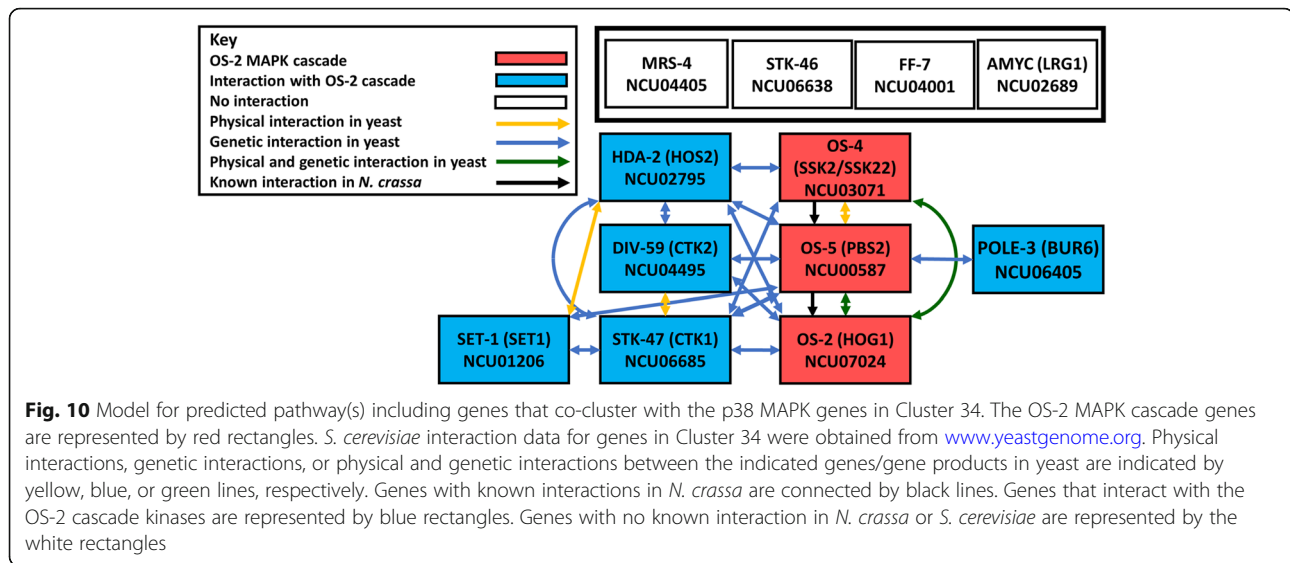 Key
OS-2 MAPK cascade
Interaction with OS-2 cascade
No interaction
Physical interaction in yeast
Genetic interaction in yeast
Physical and genetic interaction in yeast
Known interaction in N. crassa
MRS-4
NCU04405
STK-46
NCU06638
FF-7
NCU04001
AMYC (LRG1)
NCU02689
HDA-2 (HOS2)
NCU02795
OS-4
(SSK2/SSK22)
NCU03071
DIV-59 (CTK2)
NCU04495
OS-5 (PBS2)
NCU00587
POLE-3 (BUR6)
NCU06405
SET-1 (SET1)
NCU01206
STK-47 (CTK1)
NCU06685
OS-2 (HOG1)
NCU07024
Fig. 10 Model for predicted pathway(s) including genes that co-cluster with the p38 MAPK genes in Cluster 34. The OS-2 MAPK cascade genes
are represented by red rectangles. S. cerevisiae interaction data for genes in Cluster 34 were obtained from www.yeastgenome.org. Physical
interactions, genetic interactions, or physical and genetic interactions between the indicated genes/gene products in yeast are indicated by
yellow, blue, or green lines, respectively. Genes with known interactions in N. crassa are connected by black lines. Genes that interact with the
OS-2 cascade kinases are represented by blue rectangles. Genes with no known interaction in N. crassa or S. cerevisiae are represented by the
white rectangles